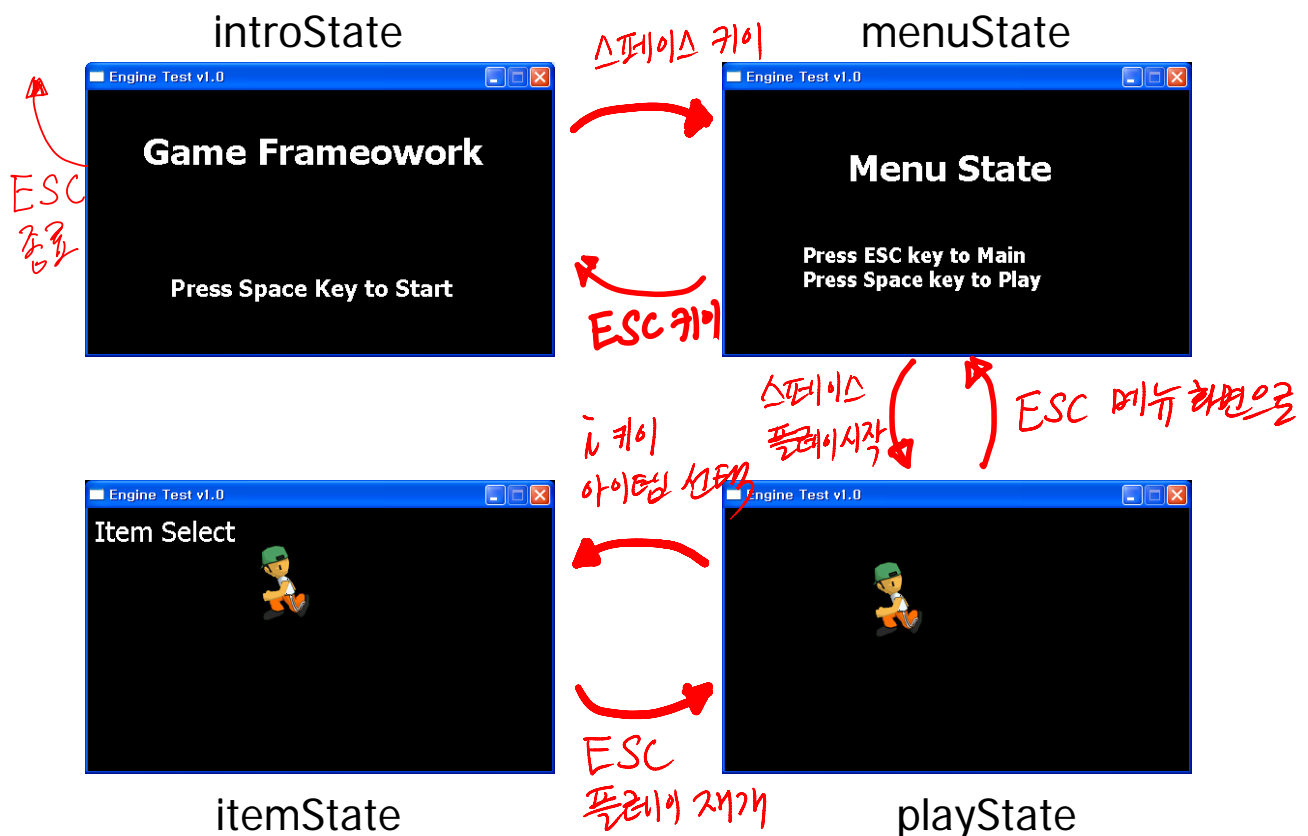 introState
스페이스 키이
menuState
Engine Test v1.0
Engine Test v1.0
Game Frameowork
Menu State
ESC
종료
Press Space Key to Start
Press ESC key to Main
Press Space key to Play
ESC 키이
스페이스
플레이시작
ESC 메뉴 화면으로
i 키이
아이템 선택
Engine Test v1.0
Engine Test v1.0
Item Select
ESC
플레이 재개
itemState
playState